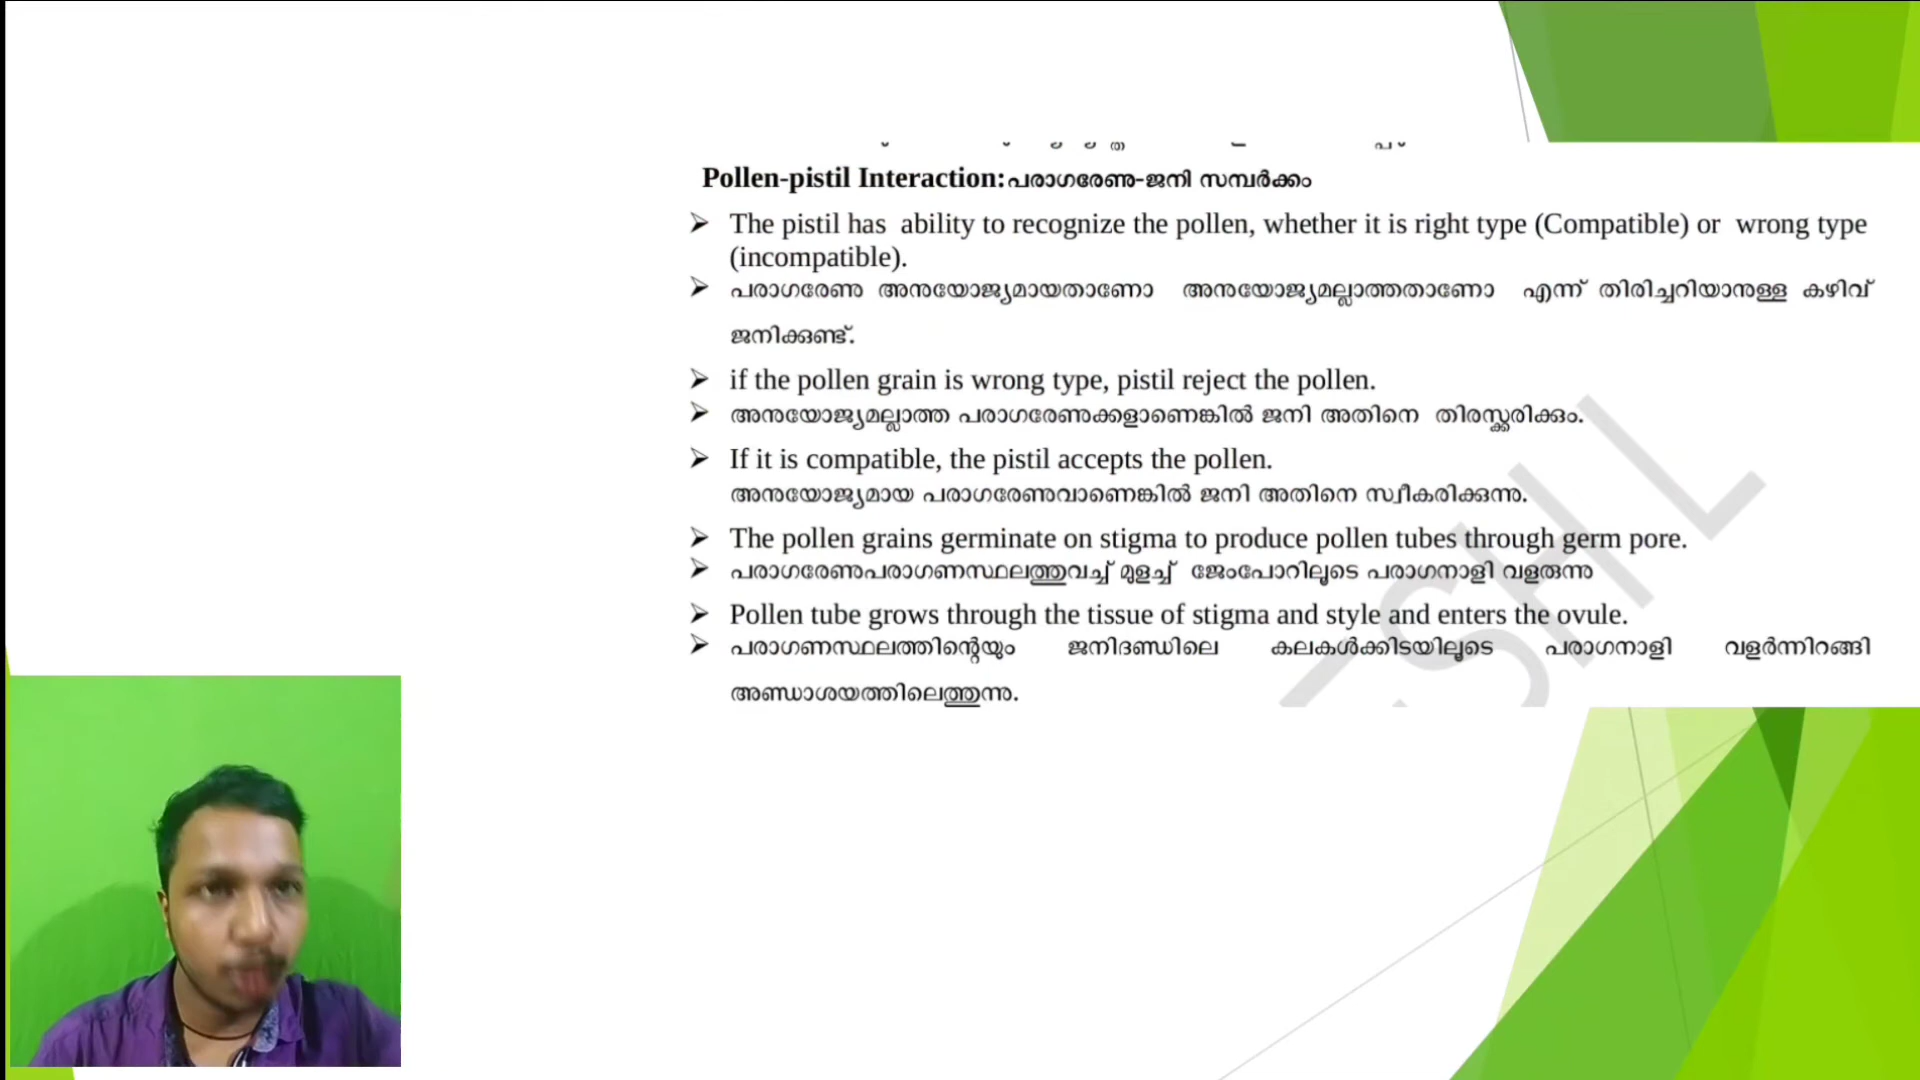 Pollen-pistil Interaction:പരാഗരേണു-ജനി സമ്പർക്കം
➢ The pistil has ability to recognize the pollen, whether it is right type (Compatible) or wrong type
(incompatible).
➢ പരാഗരേണു അനുയോജ്യമായതാണോ അനുയോജ്യമല്ലാത്തതാണോ എന്ന് തിരിച്ചറിയാനുള്ള കഴിവ്
ജനിക്കുണ്ട്.
➢ if the pollen grain is wrong type, pistil reject the pollen.
➢ അനുയോജ്യമല്ലാത്ത പരാഗരേണുക്കളാണെങ്കിൽ ജനി അതിനെ തിരസ്ക്കരിക്കും.
➢ If it is compatible, the pistil accepts the pollen.
അനുയോജ്യമായ പരാഗരേണുവാണെങ്കിൽ ജനി അതിനെ സ്വീകരിക്കുന്നു.
➢ The pollen grains germinate on stigma to produce pollen tubes through germ pore.
➢ പരാഗരേണുപരാഗണസ്ഥലത്തുവച്ച് മുളച്ച് ജേംപോറിലൂടെ പരാഗനാളി വളരുന്നു
➢ Pollen tube grows through the tissue of stigma and style and enters the ovule.
➢ പരാഗണസ്ഥലത്തിന്റെയും ജനിദണ്ഡിലെ കലകൾക്കിടയിലൂടെ പരാഗനാളി വളർന്നിറങ്ങി
അണ്ഡാശയത്തിലെത്തുന്നു.